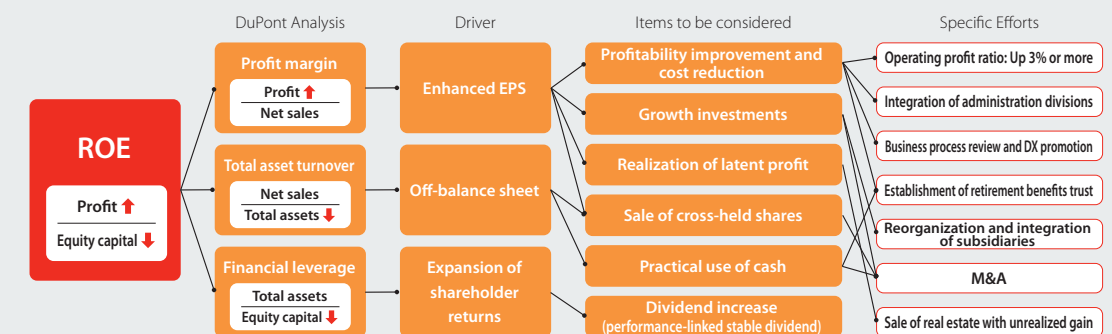 DuPont Analysis
Driver
Items to be considered
Specific Efforts
ROE
Profit
Equity capital
Profit margin
Profit
Net sales
Total asset turnover
Net sales
Total assets
Financial leverage
Total assets
Equity capital
Enhanced EPS
Off-balance sheet
Expansion of
shareholder
returns
Profitability improvement and
cost reduction
Growth investments
Realization of latent profit
Sale of cross-held shares
Practical use of cash
Dividend increase
(performance-linked stable dividend)
Operating profit ratio: Up 3% or more
Integration of administration divisions
Business process review and DX promotion
Establishment of retirement benefits trust
Reorganization and integration
of subsidiaries
M&A
Sale of real estate with unrealized gain